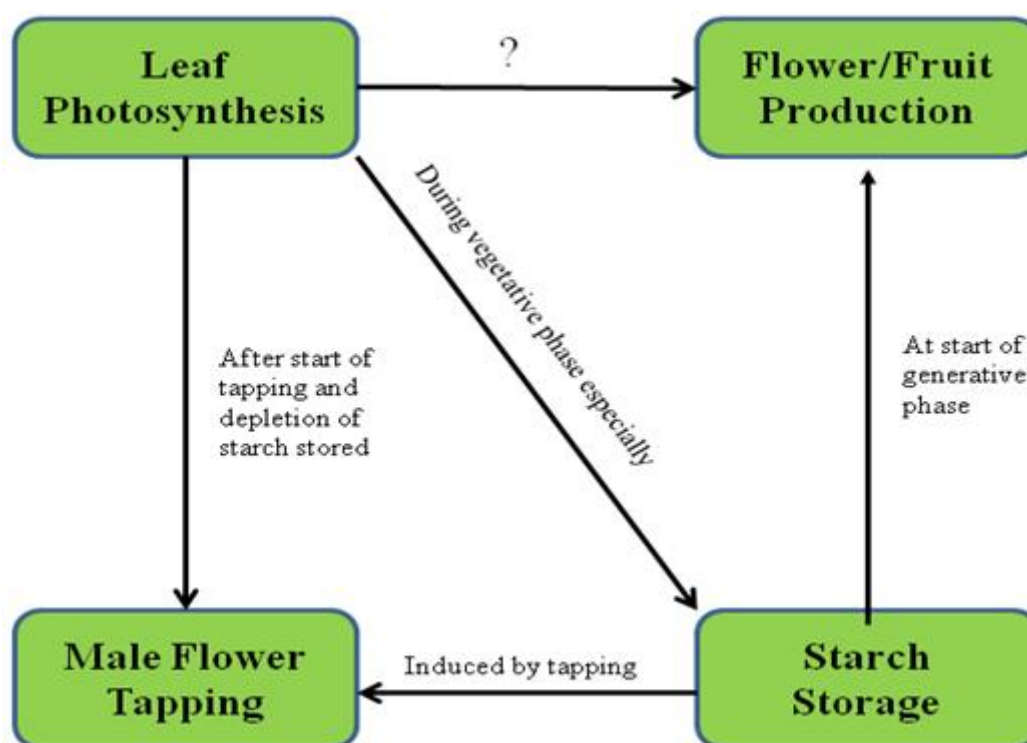 Leaf
Photosynthesis
?
Flower/Fruit
Production
During vegetative phase especially
After start of
tapping and
depletion of
starch stored
At start of
generative
phase
Male Flower
Tapping
Induced by tapping
Starch
Storage